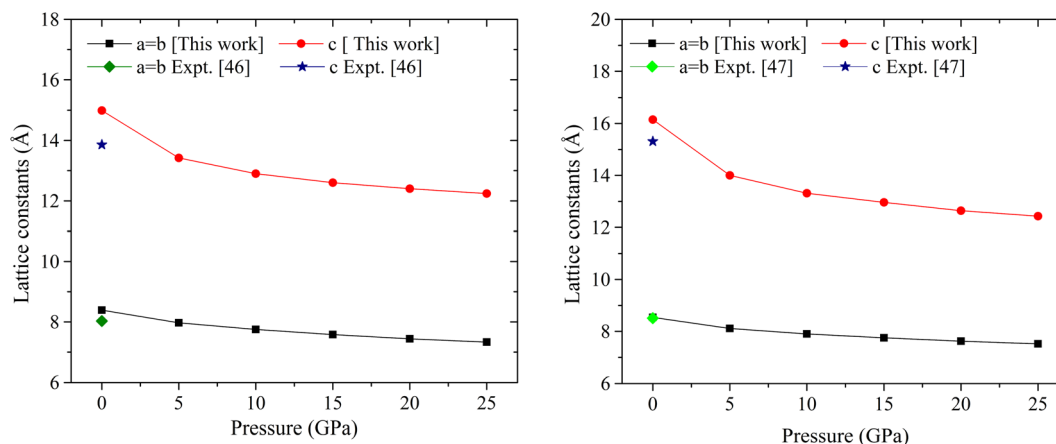 18
16
14
12
10
8
6
Lattice constants (Å)
a=b [This work]
c [ This work]
a=b Expt. [46]
c Expt. [46]
0 5 10 15 20 25
Pressure (GPa)
20
18
16
14
12
10
8
6
Lattice constants (Å)
a=b [This work]
c [This work]
a=b Expt. [47]
c Expt. [47]
0 5 10 15 20 25
Pressure (GPa)